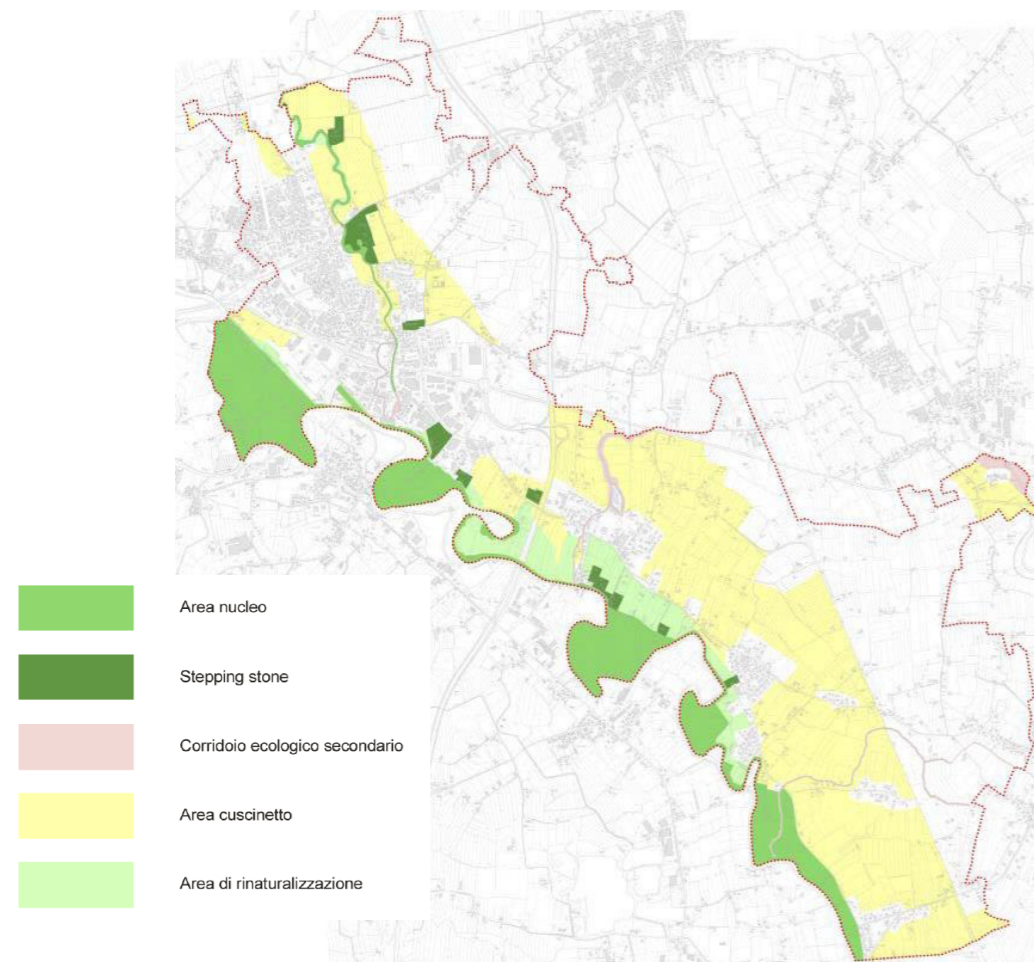 Area nucleo
Stepping stone
Corridoio ecologico secondario
Area cuscinetto
Area di rinaturalizzazione